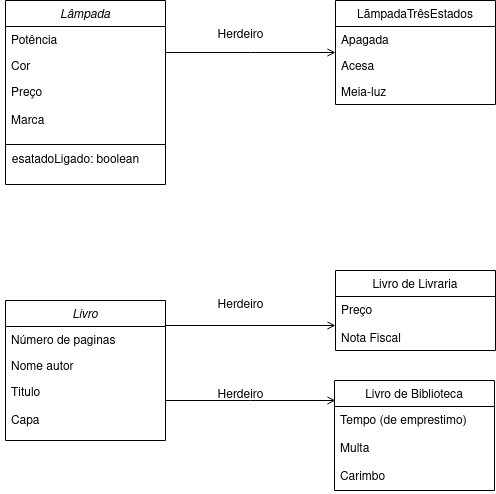 Lâmpada
Potência
Cor
Preço
Marca
esatadoLigado: boolean
Herdeiro
LãmpadaTrêsEstados
Apagada
Acesa
Meia-luz
Livro
Número de paginas
Nome autor
Titulo
Capa
Herdeiro
Livro de Livraria
Preço
Nota Fiscal
Herdeiro
Livro de Biblioteca
Tempo (de emprestimo)
Multa
Carimbo